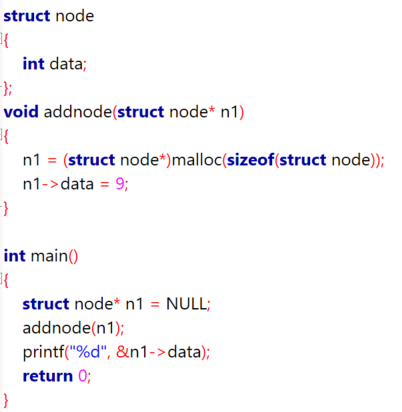 struct node
{
int data;
};
void addnode(struct node* n1)
{
n1 = (struct node*)malloc(sizeof(struct node));
n1->data = 9;
}
int main()
{
struct node* n1 = NULL;
addnode(n1);
printf("%d", &n1->data);
return 0;
}